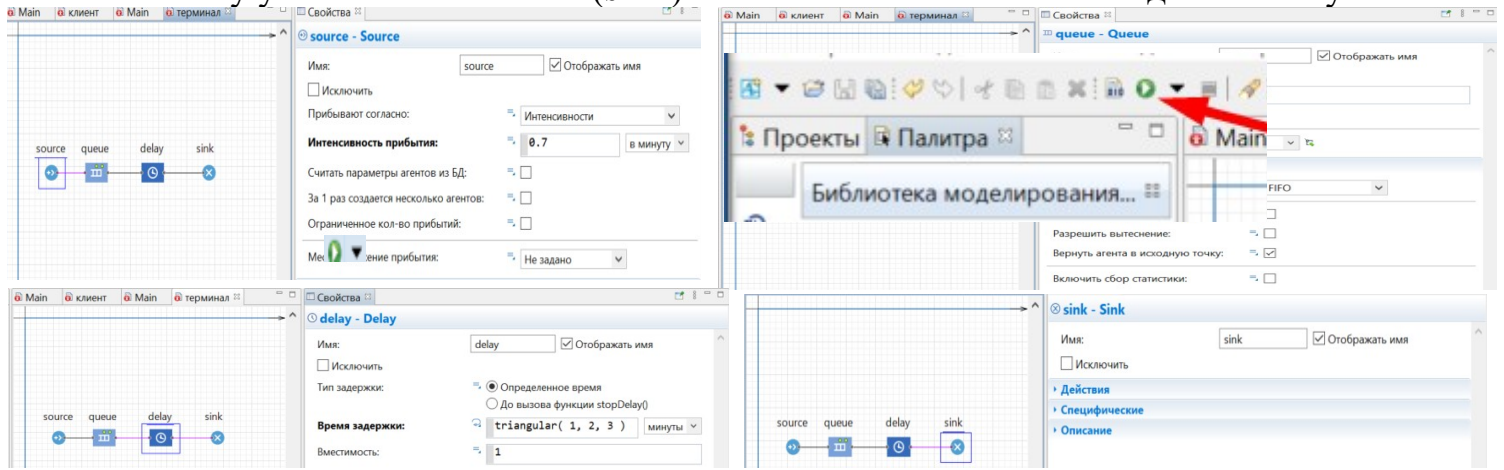 Main клиент Main терминал
Свойства
source - Source
Имя: source Отображать имя
Исключить
Прибывают согласно: Интенсивности
Интенсивность прибытия: 0.7 в минуту
Считать параметры агентов из БД:
За 1 раз создается несколько агентов:
Ограниченное кол-во прибытий:
прибытия: Не задано
source queue delay sink
Main клиент Main терминал
Свойства
queue - Queue
Отображать имя
Проекты Палитра Main
Библиотека моделирования...
FIFO
Разрешить вытеснение:
Вернуть агента в исходную точку:
Включить сбор статистики:
Main клиент Main терминал
Свойства
delay - Delay
Имя: delay Отображать имя
Исключить
Тип задержки: Определенное время
До вызова функции stopDelay()
Время задержки: triangular( 1, 2, 3 ) минуты
Вместимость: 1
source queue delay sink
sink - Sink
Имя: sink Отображать имя
Исключить
Действия
Специфические
Описание
source queue delay sink